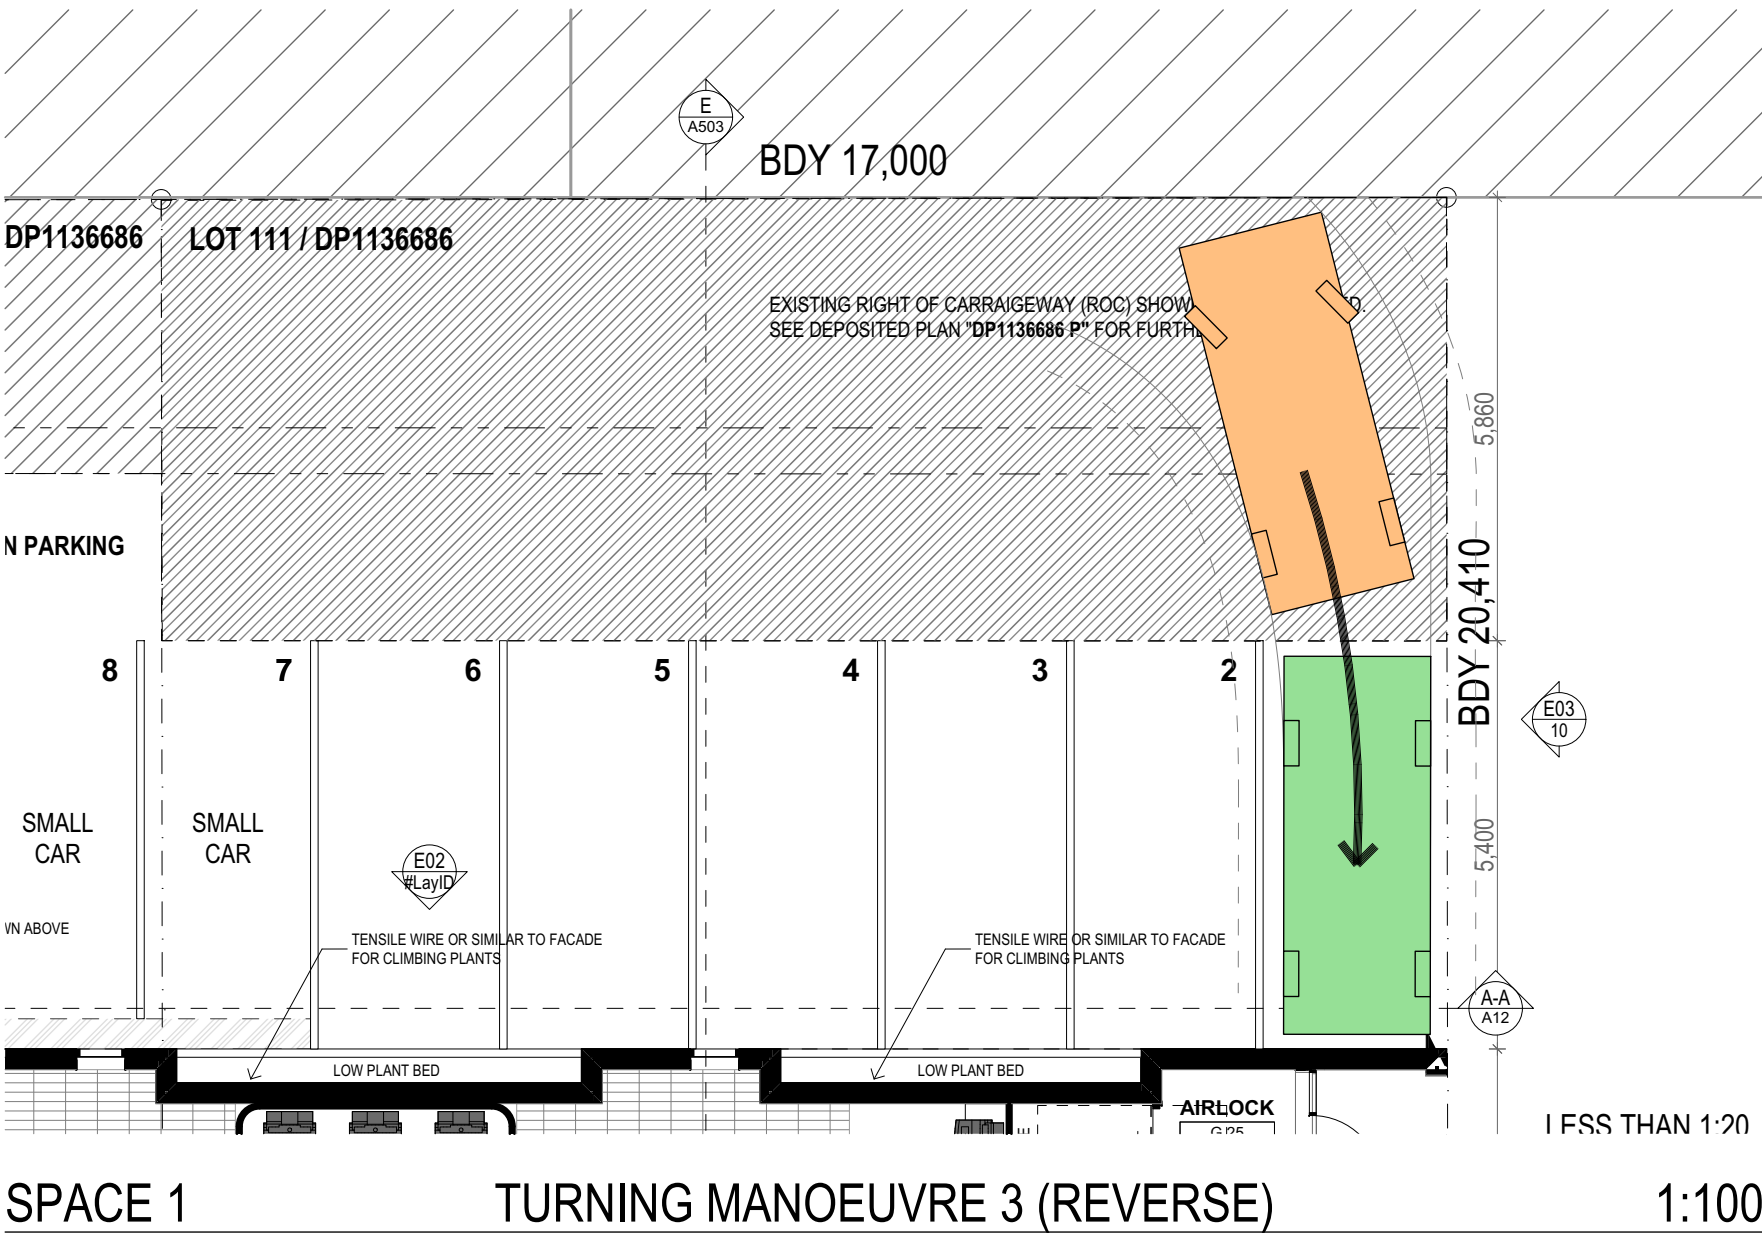 E
A503
BDY 17,000
DP1136686
LOT 111 / DP1136686
EXISTING RIGHT OF CARRAIGEWAY (ROC)
SEE DEPOSITED PLAN "DP1136686 P" FOR
5,860
N PARKING
BDY 20,410
8
7
6
5
4
3
2
E03
10
SMALL
CAR
SMALL
CAR
5,400
E02
#LayID
WN ABOVE
TENSILE WIRE OR SIMILAR TO FACADE
FOR CLIMBING PLANTS
TENSILE WIRE OR SIMILAR TO FACADE
FOR CLIMBING PLANTS
A-A
A12
LOW PLANT BED
LOW PLANT BED
AIRLOCK
LESS THAN 1:20
SPACE 1
TURNING MANOEUVRE 3 (REVERSE)
1:100